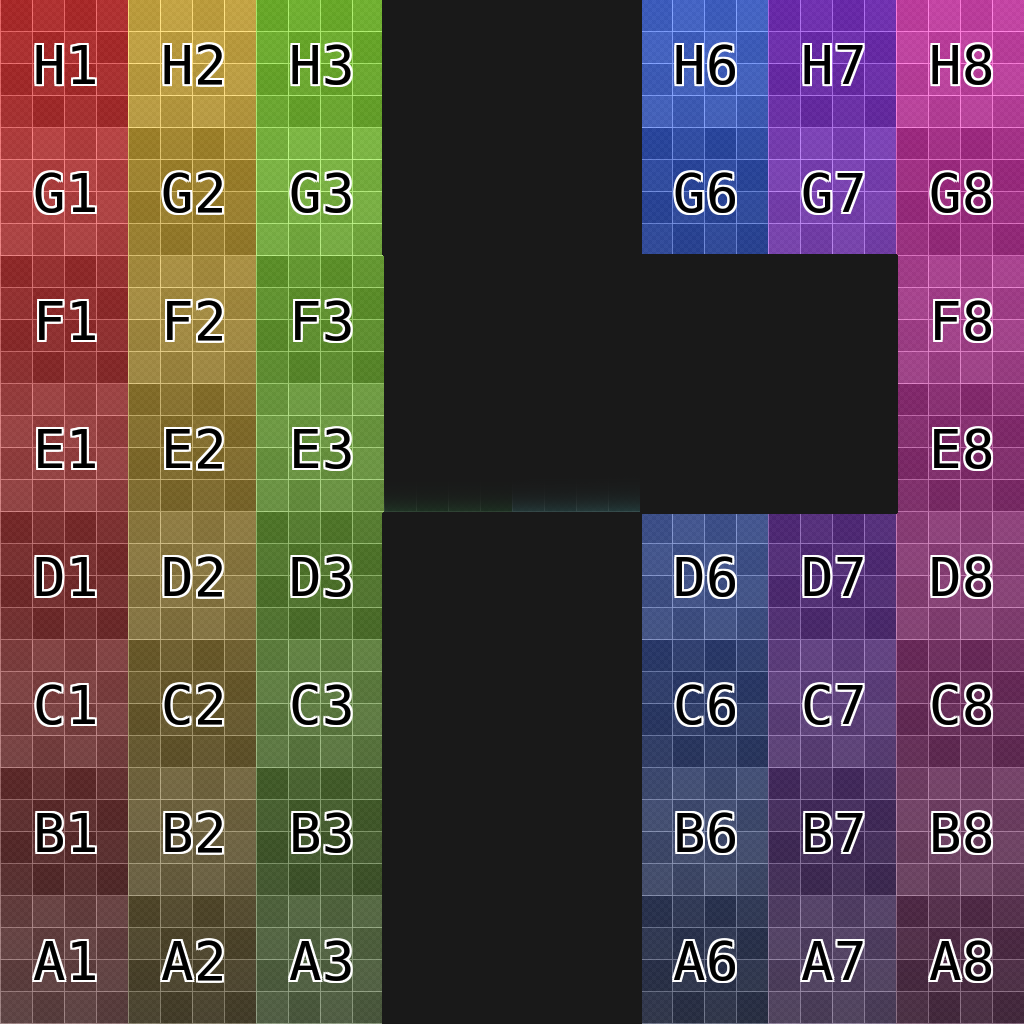 H1 H2 H3 H6 H7 H8
G1 G2 G3 G6 G7 G8
F1 F2 F3 F8
E1 E2 E3 E8
D1 D2 D3 D6 D7 D8
C1 C2 C3 C6 C7 C8
B1 B2 B3 B6 B7 B8
A1 A2 A3 A6 A7 A8